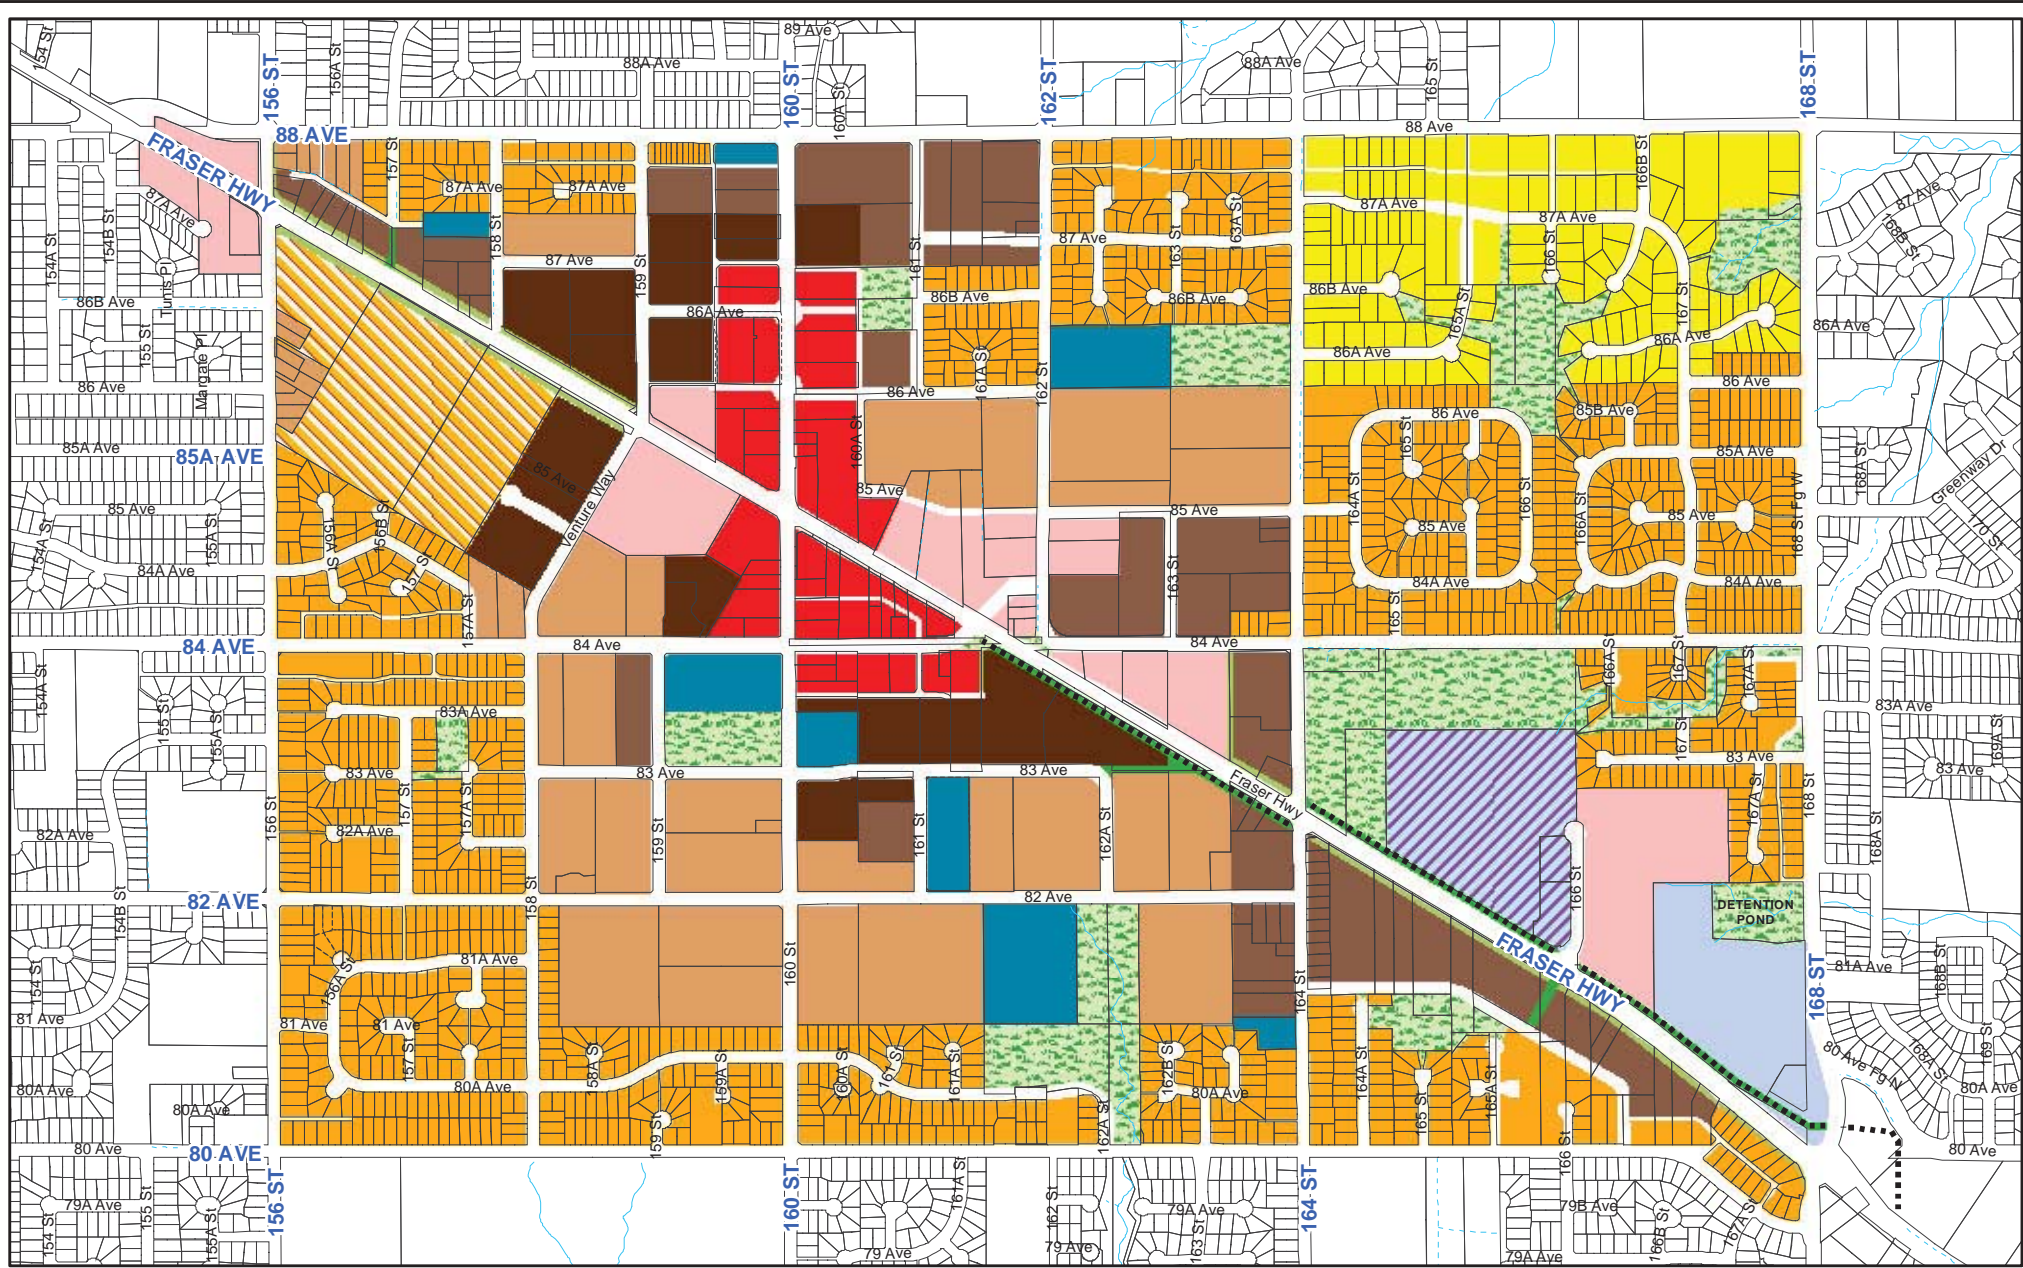 154 St
156 ST
156A St
88A Ave
89 Ave
160 ST
160A St
162 ST
88A Ave
165 St
168 ST
88 AVE
88 Ave
FRASER HWY
157 St
87A Ave
87A Ave
87A Ave
158 St
87 Ave
159 St
86A Ave
161 St
86B Ave
87 Ave
163 St
163A St
86B Ave
87A Ave
87A Ave
166B St
166 St
86B Ave
165A St
167 St
86A Ave
86A Ave
86A Ave
87 Ave
168B St
154A St
154B St
Tunis Pl
86B Ave
155 St
Margate Pl
86 Ave
86 Ave
161A St
162 St
86 Ave
86 Ave
85B Ave
165 St
85A Ave
85A AVE
85A Ave
160A St
85 Ave
85 Ave
85 Ave
Venture Way
164A St
166 St
166A St
85 Ave
85 Ave
168 St Fg W
168A St
Greenway Dr
170 St
85 Ave
154A St
155A St
84A Ave
156A St
156B St
157 St
157A St
163 St
84A Ave
165 St
84A Ave
84 AVE
84 Ave
84 Ave
166A St
167 St
167A St
154A St
155 St
155A St
83A Ave
83A Ave
83 Ave
83 Ave
83 Ave
Fraser Hwy
167 St
83 Ave
167A St
168 St
83 Ave
169A St
156 St
157 St
157A St
82A Ave
82A Ave
159 St
161 St
162A St
166 St
168A St
82 AVE
154B St
158 St
82 Ave
DETENTION
POND
FRASER HWY
154 St
156A St
81A Ave
160 St
164 St
168 ST
81A Ave
168B St
81 Ave
81 Ave
81 Ave
157 St
80A Ave
80A Ave
80A Ave
158A St
159A St
159 St
160A St
161 St
161A St
162A St
162B St
80A Ave
164A St
165 St
165A St
166 St
80 Ave Fg N
168A St
169 St
80A Ave
80 Ave
80 AVE
80 Ave
156 ST
160 ST
164 ST
79A Ave
154 St
155 St
155A St
161A St
79 Ave
162 St
79 Ave
79A Ave
163 St
79B Ave
79A Ave
166B St
167A St